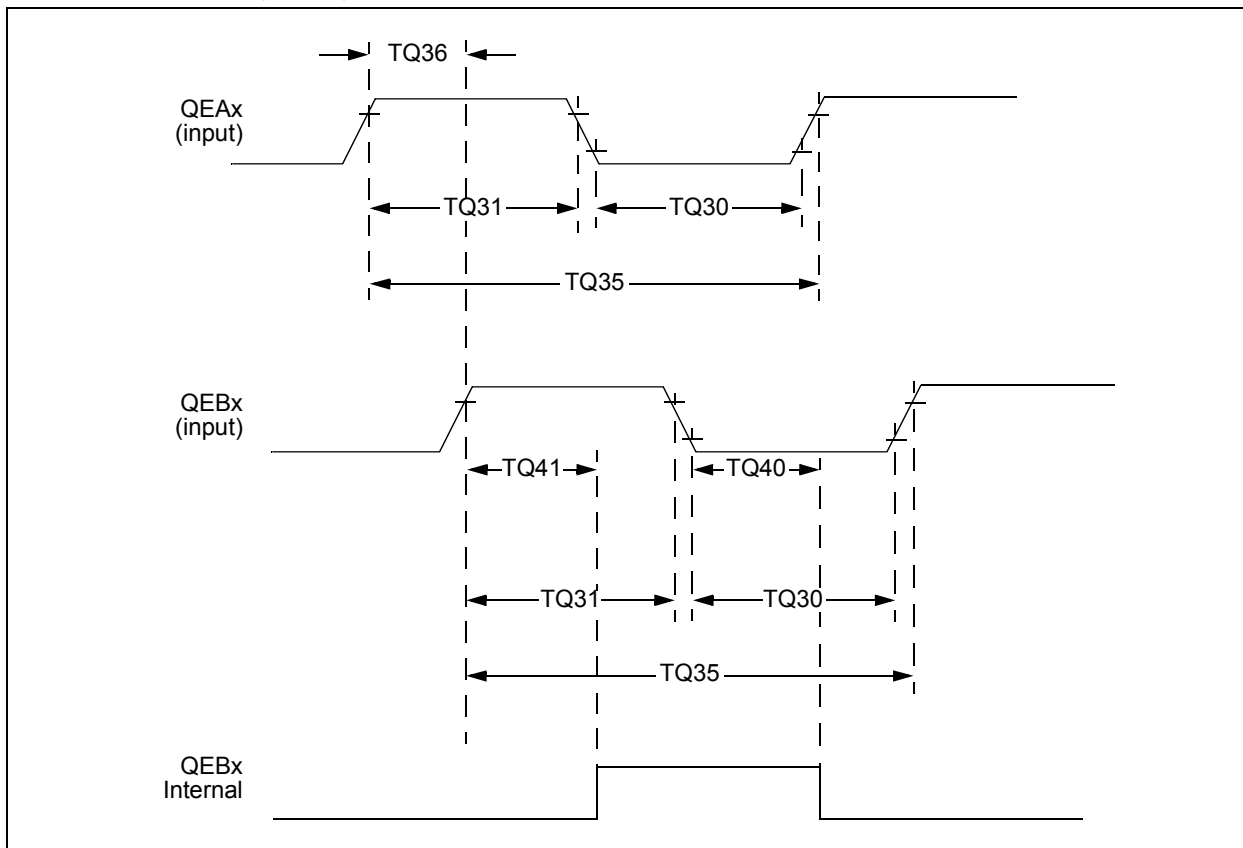 TQ36
QEAx
(input)
TQ31
TQ30
TQ35
QEBx
(input)
TQ41
TQ40
TQ31
TQ30
TQ35
QEBx
Internal